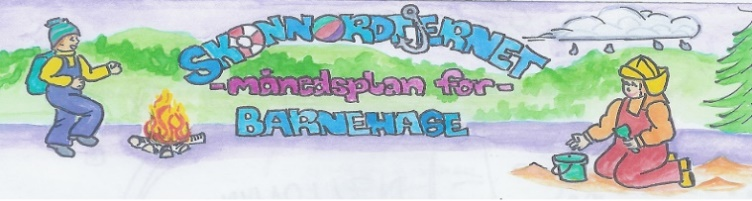 SKONNORDTJERNET
- månedsplan for -
BARNEHAGE